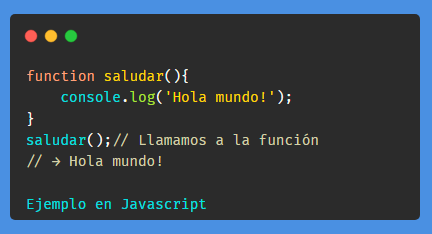 function saludar(){
    console.log('Hola mundo!');
}
saludar();// Llamamos a la función
// → Hola mundo!
Ejemplo en Javascript